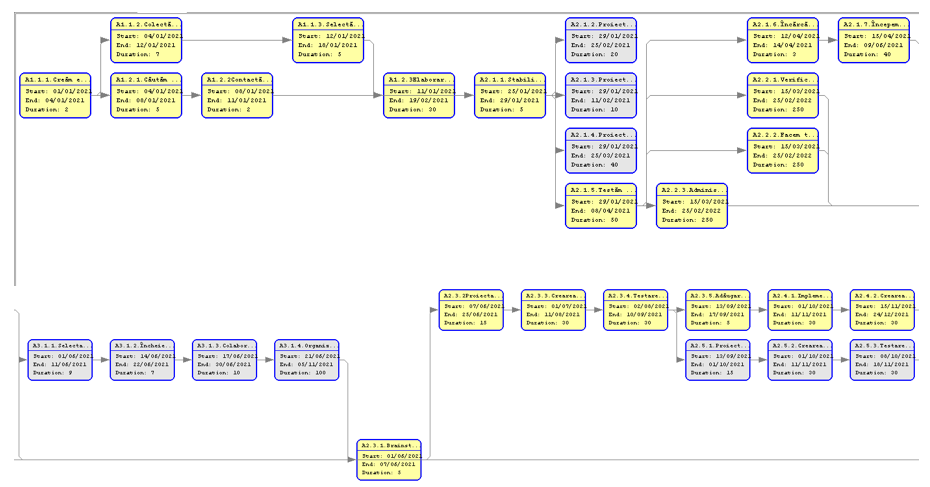 A1.1.2.Colectă...
Start: 04/01/2021
End: 12/01/2021
Duration: 7
A1.1.3.Selectă...
Start: 12/01/2021
End: 18/01/2021
Duration: 5
A2.1.2.Proiect...
Start: 29/01/2021
End: 25/02/2021
Duration: 20
A2.1.6.Încărcă...
Start: 12/04/2021
End: 14/04/2021
Duration: 3
A2.1.7.Începem...
Start: 15/04/2021
End: 09/06/2021
Duration: 40
A1.1.1.Creăm e...
Start: 01/01/2021
End: 04/01/2021
Duration: 2
A1.2.1.Căutăm ...
Start: 04/01/2021
End: 08/01/2021
Duration: 5
A1.2.2Contactă...
Start: 08/01/2021
End: 11/01/2021
Duration: 2
A1.2.3Elaborar...
Start: 11/01/2021
End: 19/02/2021
Duration: 30
A2.1.1.Stabili...
Start: 25/01/2021
End: 29/01/2021
Duration: 5
A2.1.3.Proiect...
Start: 29/01/2021
End: 11/02/2021
Duration: 10
A2.2.1.Verific...
Start: 15/03/2021
End: 25/02/2022
Duration: 250
A2.1.4.Proiect...
Start: 29/01/2021
End: 25/03/2021
Duration: 40
A2.2.2.Facem t...
Start: 15/03/2021
End: 25/02/2022
Duration: 250
A2.1.5.Testăm ...
Start: 29/01/2021
End: 08/04/2021
Duration: 50
A2.2.3.Adminis...
Start: 15/03/2021
End: 25/02/2022
Duration: 250
A2.3.2Proiecta...
Start: 07/06/2021
End: 25/06/2021
Duration: 15
A2.3.3.Crearea...
Start: 01/07/2021
End: 11/08/2021
Duration: 30
A2.3.4.Testare...
Start: 02/08/2021
End: 10/09/2021
Duration: 30
A2.3.5.Adăugar...
Start: 13/09/2021
End: 17/09/2021
Duration: 5
A2.4.1.Impleme...
Start: 01/10/2021
End: 11/11/2021
Duration: 30
A2.4.2.Crearea...
Start: 15/11/2021
End: 24/12/2021
Duration: 30
A3.1.1.Selecta...
Start: 01/06/2021
End: 11/06/2021
Duration: 9
A3.1.2.Încheie...
Start: 14/06/2021
End: 22/06/2021
Duration: 7
A3.1.3.Colabor...
Start: 17/06/2021
End: 30/06/2021
Duration: 10
A3.1.4.Organis...
Start: 21/06/2021
End: 05/11/2021
Duration: 100
A2.5.1.Proiect...
Start: 13/09/2021
End: 01/10/2021
Duration: 15
A2.5.2.Crearea...
Start: 01/10/2021
End: 11/11/2021
Duration: 30
A2.5.3.Testare...
Start: 08/10/2021
End: 18/11/2021
Duration: 30
A2.3.1.Brainst...
Start: 01/06/2021
End: 07/06/2021
Duration: 5